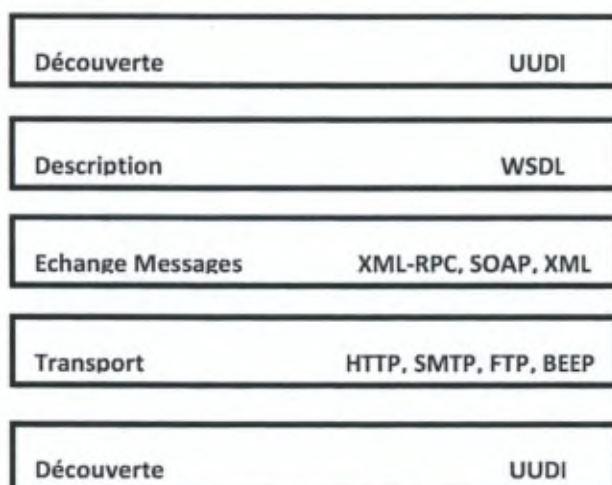 Découverte UUDI
Description WSDL
Echange Messages XML-RPC, SOAP, XML
Transport HTTP, SMTP, FTP, BEEP
Découverte UUDI